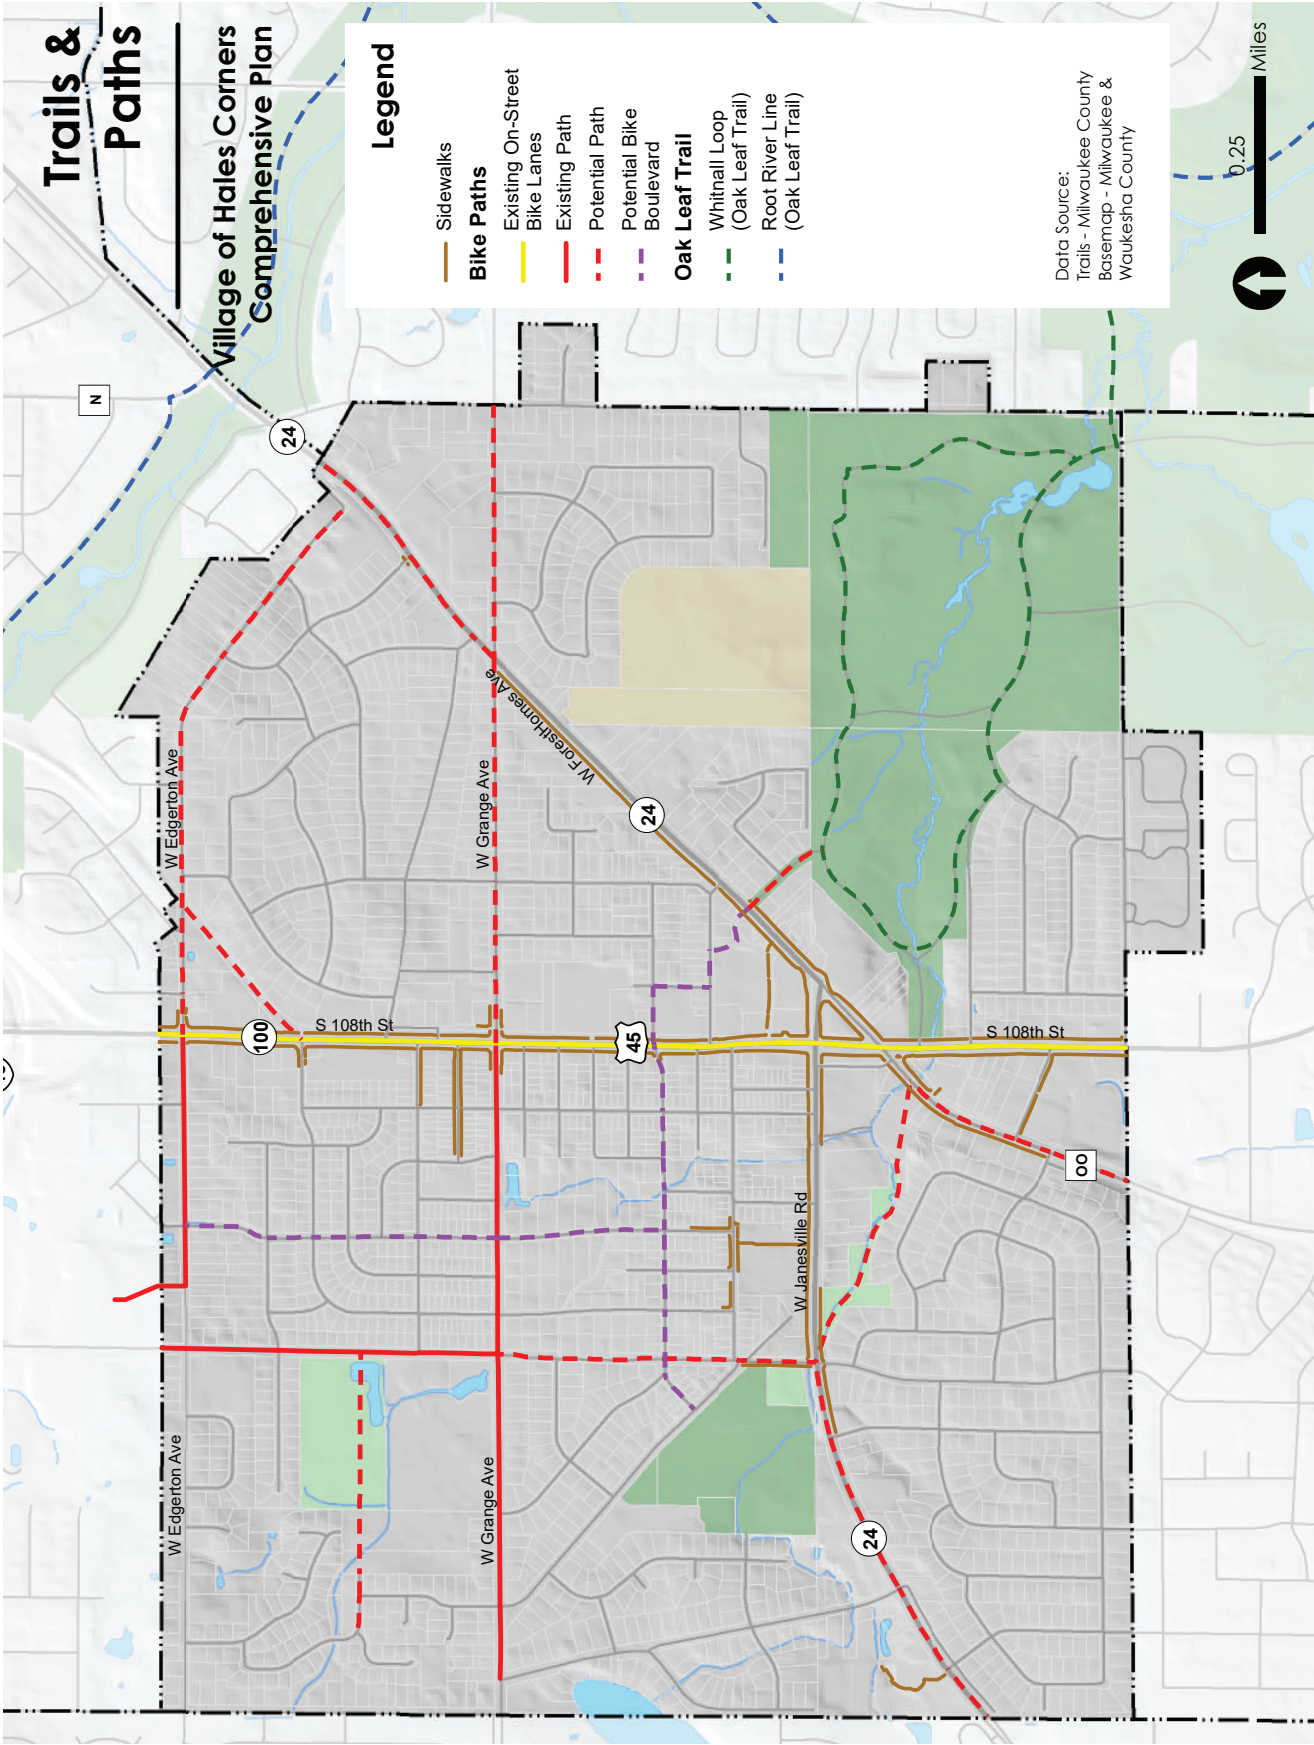 Trails &
Paths
Village of Hales Corners
Comprehensive Plan
Legend
Sidewalks
Bike Paths
Existing On-Street
Bike Lanes
Existing Path
Potential Path
Potential Bike
Boulevard
Oak Leaf Trail
Whitnall Loop
(Oak Leaf Trail)
Root River Line
(Oak Leaf Trail)
Data Source:
Trails - Milwaukee County
Basemap - Milwaukee &
Waukesha County
0.25
Miles
N
24
W Edgerton Ave
W Grange Ave
W ForestHomes Ave
24
100
S 108th St
45
S 108th St
W Janesville Rd
OO
W Edgerton Ave
W Grange Ave
24